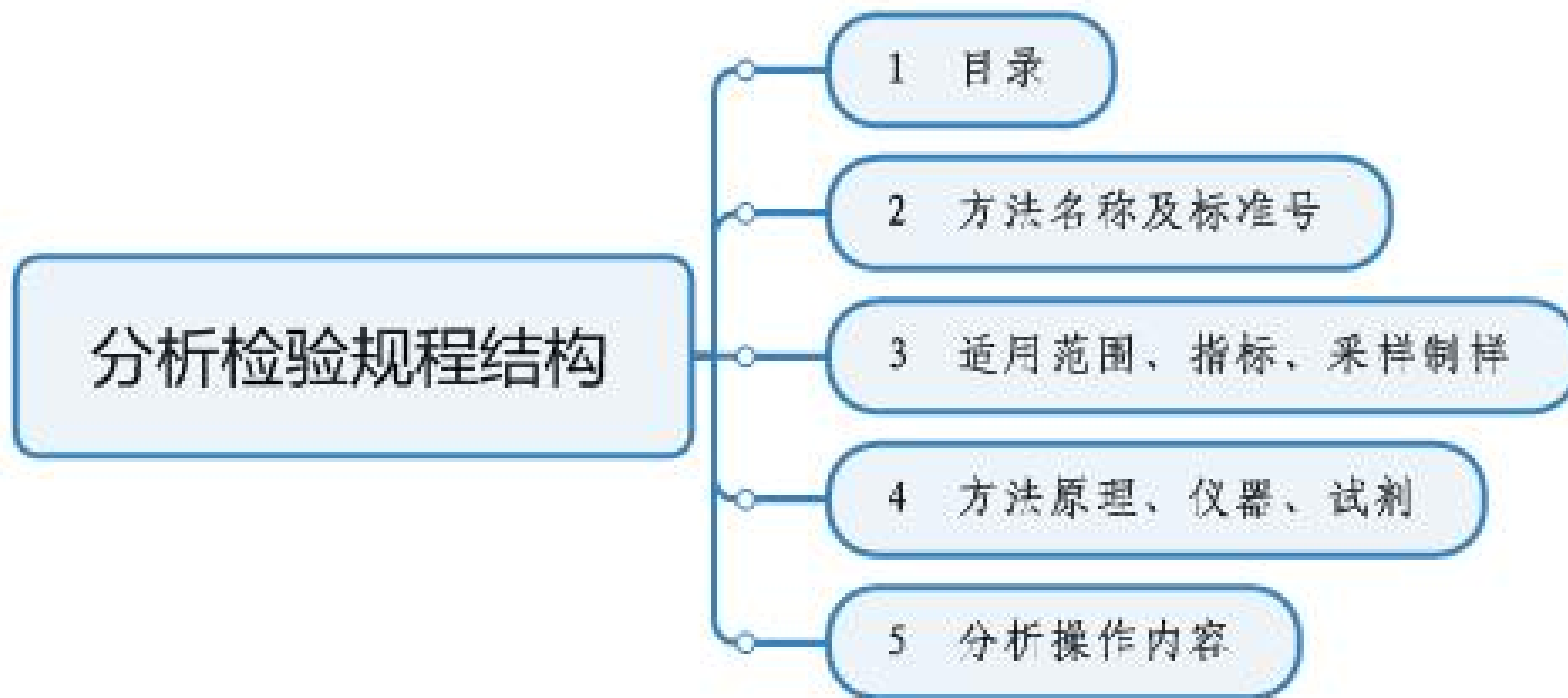 分析检验规程结构
1 目录
2 方法名称及标准号
3 适用范围、指标、采样制样
4 方法原理、仪器、试剂
5 分析操作内容